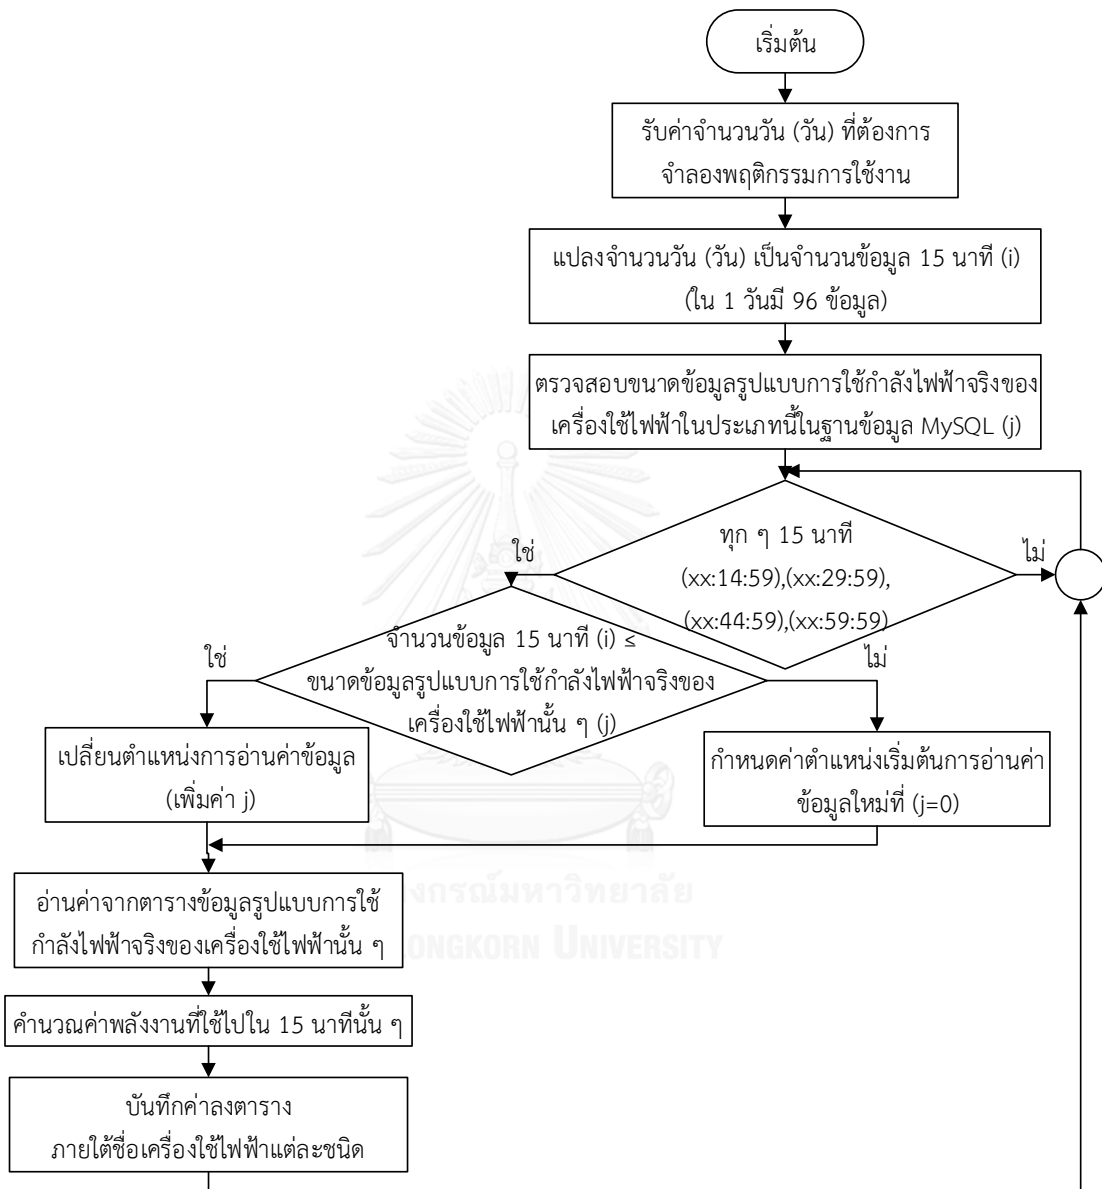 เริ่มต้น
รับค่าจำนวนวัน (วัน) ที่ต้องการ
จำลองพฤติกรรมการใช้งาน
แปลงจำนวนวัน (วัน) เป็นจำนวนข้อมูล 15 นาที (i)
(ใน 1 วันมี 96 ข้อมูล)
ตรวจสอบขนาดข้อมูลรูปแบบการใช้กำลังไฟฟ้าจริงของ
เครื่องใช้ไฟฟ้าในประเภทนี้ในฐานข้อมูล MySQL (j)
ทุก ๆ 15 นาที
(xx:14:59),(xx:29:59),
(xx:44:59),(xx:59:59)
ใช่
ไม่
จำนวนข้อมูล 15 นาที (i) ≤
ขนาดข้อมูลรูปแบบการใช้กำลังไฟฟ้าจริงของ
เครื่องใช้ไฟฟ้านั้น ๆ (j)
ใช่
ไม่
เปลี่ยนตำแหน่งการอ่านค่าข้อมูล
(เพิ่มค่า j)
กำหนดค่าตำแหน่งเริ่มต้นการอ่านค่า
ข้อมูลใหม่ที่ (j=0)
อ่านค่าจากตารางข้อมูลรูปแบบการใช้
กำลังไฟฟ้าจริงของเครื่องใช้ไฟฟ้านั้น ๆ
งกรณ์มหาวิทยาลัย
ONGKORN UNIVERSITY
คำนวณค่าพลังงานที่ใช้ไปใน 15 นาทีนั้น ๆ
บันทึกค่าลงตาราง
ภายใต้ชื่อเครื่องใช้ไฟฟ้าแต่ละชนิด